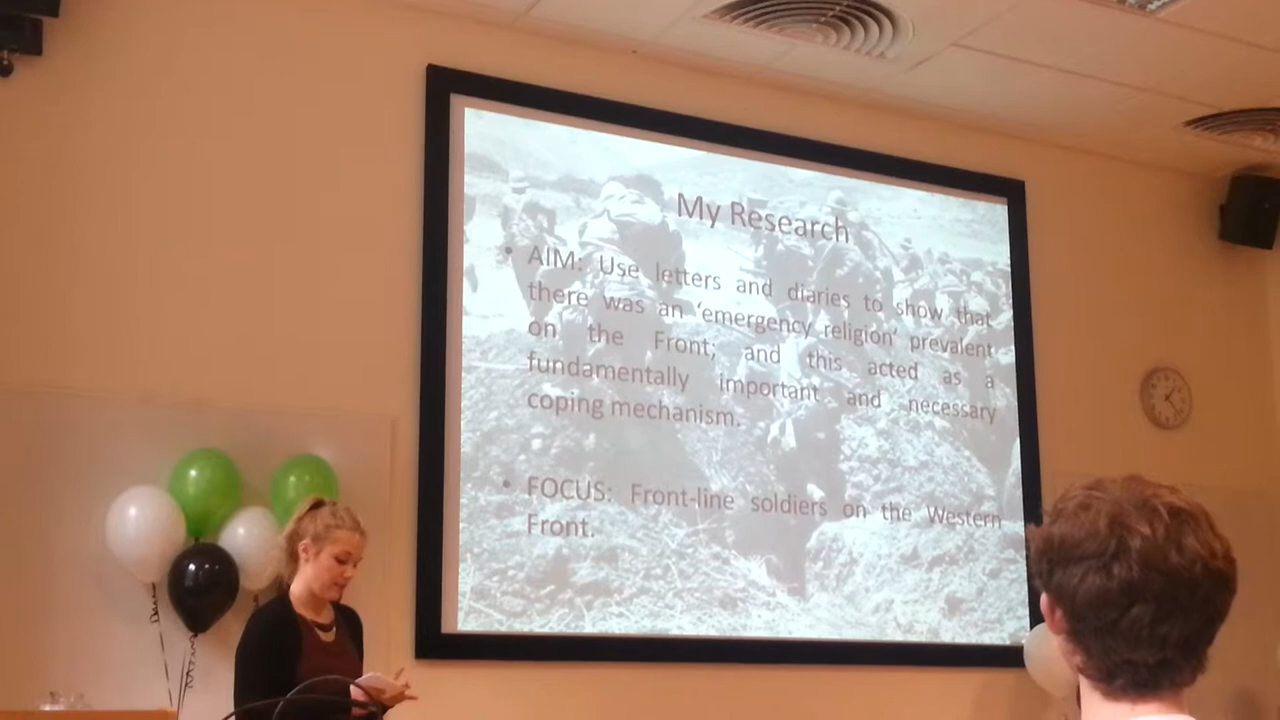 My Research
• AIM: Use letters and diaries to show that
there was an ‘emergency religion’ prevalent
on the Front; and this acted as a
fundamentally important and necessary
coping mechanism.
• FOCUS: Front-line soldiers on the Western
Front.